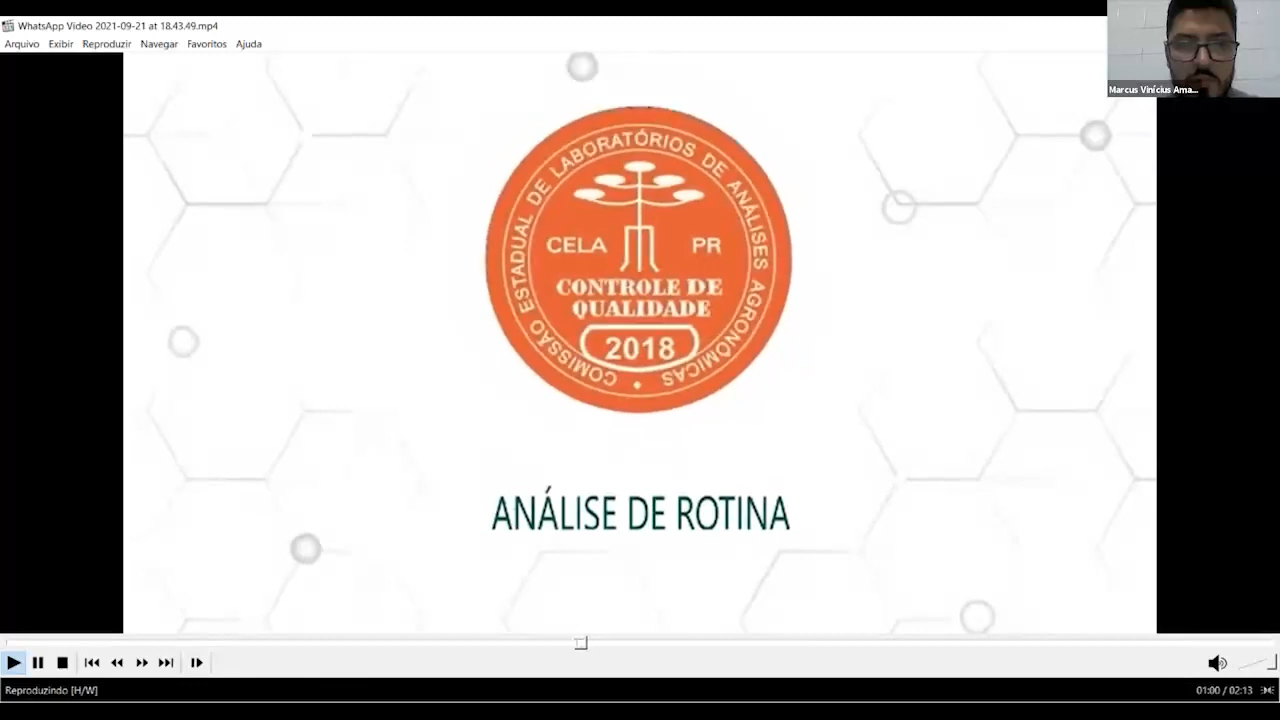 WhatsApp Video 2021-09-21 at 18.43.49.mp4
Arquivo Exibir Reproduzir Navegar Favoritos Ajuda
Marcus Vinícius Ama...
COMISSÃO ESTADUAL DE LABORATÓRIOS DE ANÁLISES AGRONÔMICAS
CELA PR
CONTROLE DE
QUALIDADE
2018
ANÁLISE DE ROTINA
Reproduzindo [H/W]
01:00 / 02:13